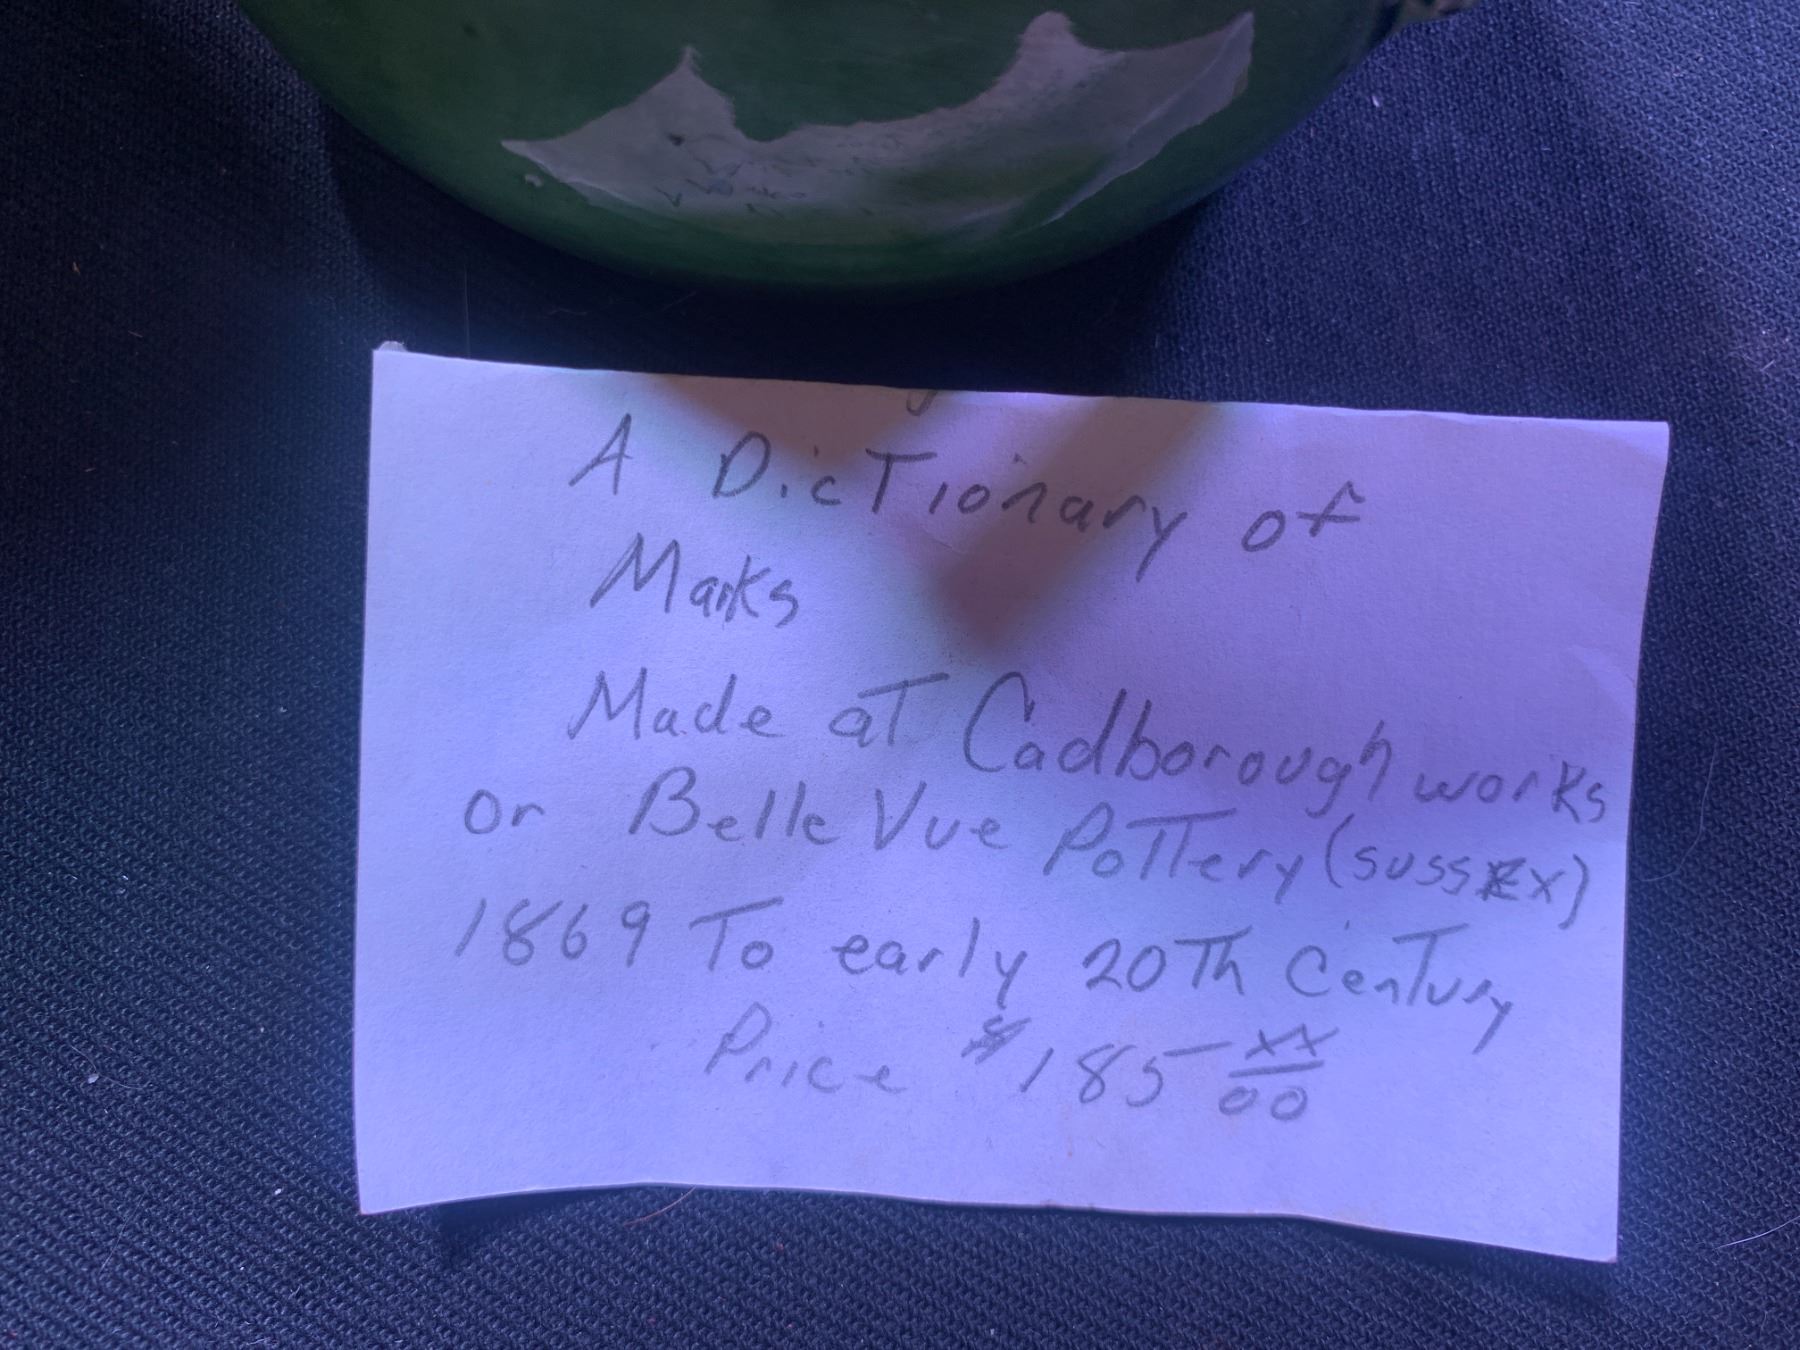 A Dictionary of
Marks
Made at Cadborough works
or Belle Vue Pottery (sussEx)
1869 To early 20Th Century
Price $185 xx/00